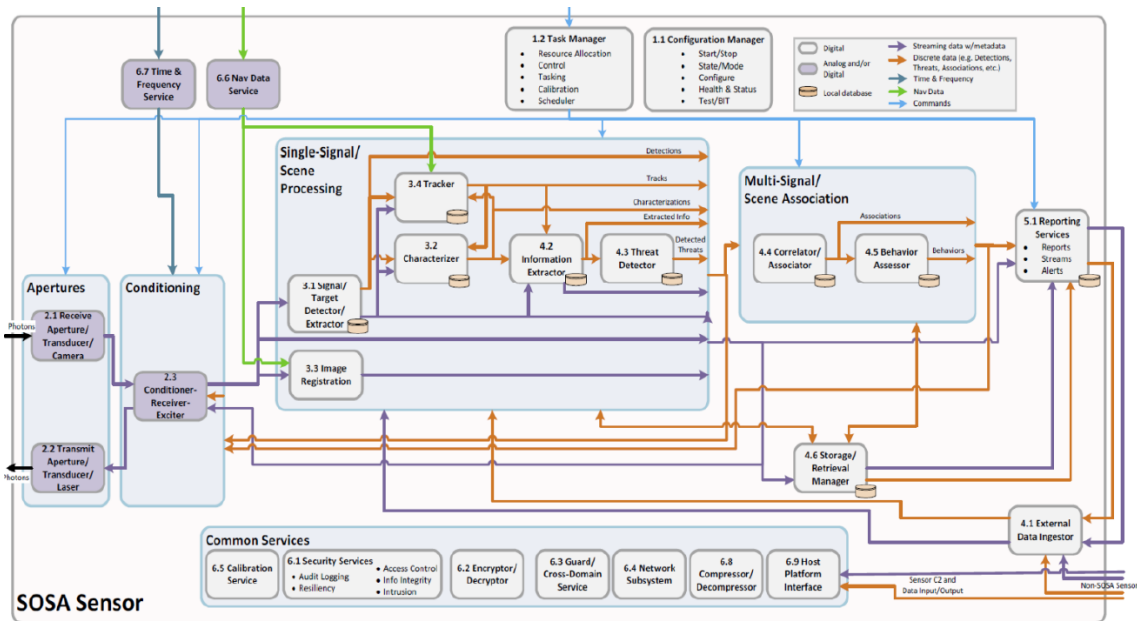 6.7 Time &
Frequency
Service
6.6 Nav Data
Service
1.2 Task Manager
• Resource Allocation
• Control
• Tasking
• Calibration
• Scheduler
1.1 Configuration Manager
• Start/Stop
• State/Mode
• Configure
• Health & Status
• Test/BIT
Digital
Analog and/or
Digital
Local database
Streaming data w/metadata
Discrete data (e.g. Detections,
Threats, Associations, etc.)
Time & Frequency
Nav Data
Commands
Single-Signal/
Scene
Processing
Detections
3.4 Tracker
Tracks
Characterizations
Extracted Info
3.2
Characterizer
4.2
Information
Extractor
4.3 Threat
Detector
Detected
Threats
3.1 Signal/
Target
Detector/
Extractor
3.3 Image
Registration
Multi-Signal/
Scene Association
Associations
4.4 Correlator/
Associator
4.5 Behavior
Assessor
Behaviors
5.1 Reporting
Services
• Reports
• Streams
• Alerts
Apertures
Photons
2.1 Receive
Aperture/
Transducer/
Camera
2.2 Transmit
Aperture/
Transducer/
Laser
Photons
Conditioning
2.3
Conditioner-
Receiver-
Exciter
4.6 Storage/
Retrieval
Manager
4.1 External
Data Ingestor
Common Services
6.5 Calibration
Service
6.1 Security Services
• Audit Logging
• Resiliency
• Access Control
• Info Integrity
• Intrusion
6.2 Encryptor/
Decryptor
6.3 Guard/
Cross-Domain
Service
6.4 Network
Subsystem
6.8
Compressor/
Decompressor
6.9 Host
Platform
Interface
Sensor C2 and
Data Input/Output
Non-SOSA Sensor
SOSA Sensor